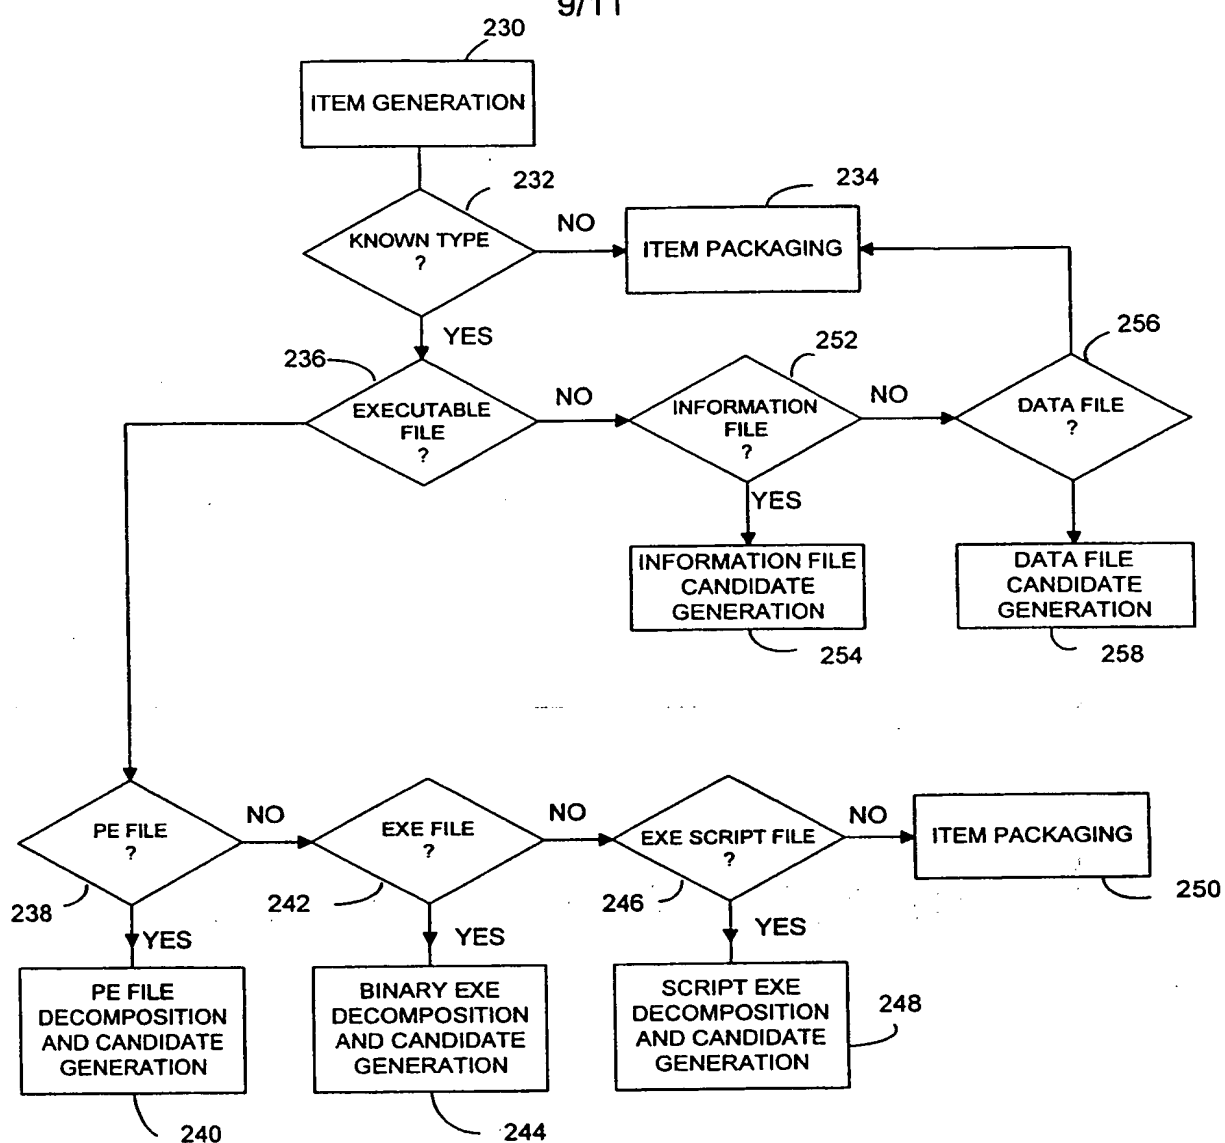 9/11
230
ITEM GENERATION
232
234
KNOWN TYPE
?
NO
ITEM PACKAGING
YES
236
252
256
EXECUTABLE
FILE
?
NO
INFORMATION
FILE
?
NO
DATA FILE
?
YES
INFORMATION FILE
CANDIDATE
GENERATION
254
DATA FILE
CANDIDATE
GENERATION
258
PE FILE
?
NO
EXE FILE
?
NO
EXE SCRIPT FILE
?
NO
ITEM PACKAGING
238
242
246
250
YES
YES
YES
PE FILE
DECOMPOSITION
AND CANDIDATE
GENERATION
240
BINARY EXE
DECOMPOSITION
AND CANDIDATE
GENERATION
244
SCRIPT EXE
DECOMPOSITION
AND CANDIDATE
GENERATION
248